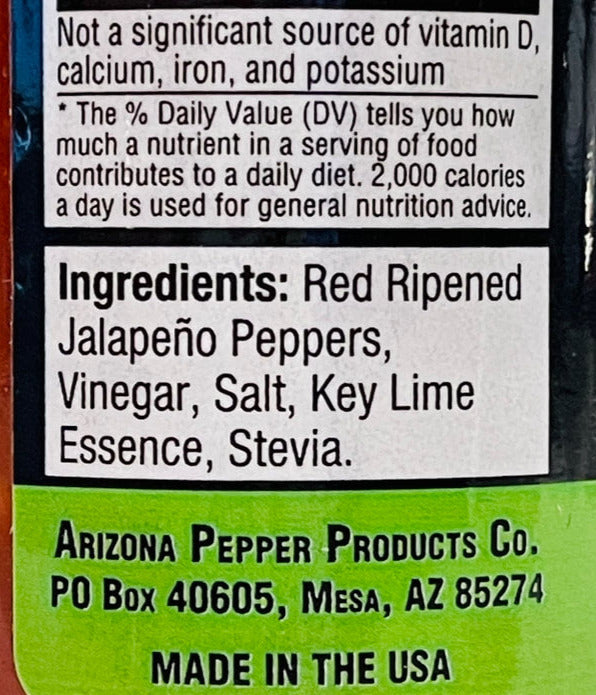 Not a significant source of vitamin D,
calcium, iron, and potassium
* The % Daily Value (DV) tells you how
much a nutrient in a serving of food
contributes to a daily diet. 2,000 calories
a day is used for general nutrition advice.
Ingredients: Red Ripened
Jalapeño Peppers,
Vinegar, Salt, Key Lime
Essence, Stevia.
ARIZONA PEPPER PRODUCTS CO.
PO BOX 40605, MESA, AZ 85274
MADE IN THE USA